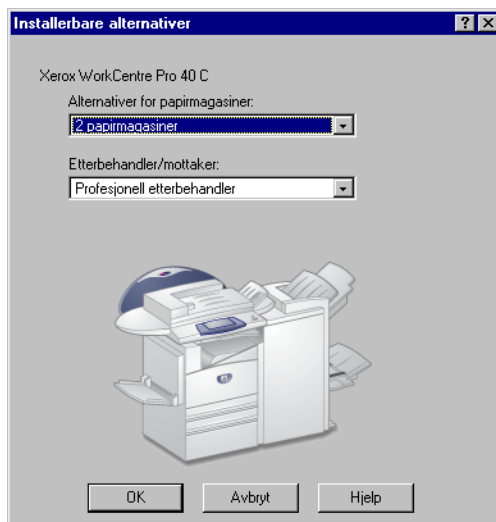 Installerbare alternativer
Xerox WorkCentre Pro 40 C
Alternativer for papirmagasiner:
2 papirmagasiner
Etterbehandler/mottaker:
Profesjonell etterbehandler
OK
Avbryt
Hjelp